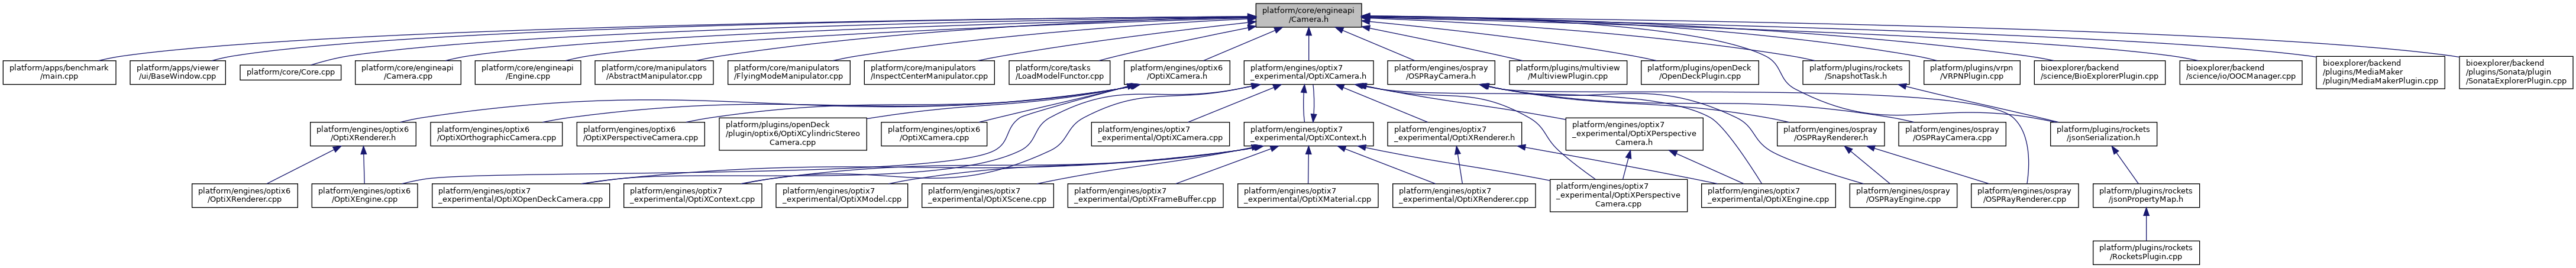 platform/core/engineapi
/Camera.h
platform/apps/benchmark
/main.cpp
platform/apps/viewer
/ui/BaseWindow.cpp
platform/core/Core.cpp
platform/core/engineapi
/Camera.cpp
platform/core/engineapi
/Engine.cpp
platform/core/manipulators
/AbstractManipulator.cpp
platform/core/manipulators
/FlyingModeManipulator.cpp
platform/core/manipulators
/InspectCenterManipulator.cpp
platform/core/tasks
/LoadModelFunctor.cpp
platform/engines/optix6
/OptiXCamera.h
platform/engines/optix7
_experimental/OptiXCamera.h
platform/engines/ospray
/OSPRayCamera.h
platform/plugins/multiview
/MultiviewPlugin.cpp
platform/plugins/openDeck
/OpenDeckPlugin.cpp
platform/plugins/rockets
/SnapshotTask.h
platform/plugins/vrpn
/VRPNPlugin.cpp
bioexplorer/backend
/science/BioExplorerPlugin.cpp
bioexplorer/backend
/science/io/OOCManager.cpp
bioexplorer/backend
/plugins/MediaMaker
/plugin/MediaMakerPlugin.cpp
bioexplorer/backend
/plugins/Sonata/plugin
/SonataExplorerPlugin.cpp
platform/engines/optix6
/OptiXRenderer.h
platform/engines/optix6
/OptiXOrthographicCamera.cpp
platform/engines/optix6
/OptiXPerspectiveCamera.cpp
platform/plugins/openDeck
/plugin/optix6/OptiXCylindricStereo
Camera.cpp
platform/engines/optix6
/OptiXCamera.cpp
platform/engines/optix7
_experimental/OptiXCamera.cpp
platform/engines/optix7
_experimental/OptiXContext.h
platform/engines/optix7
_experimental/OptiXRenderer.h
platform/engines/optix7
_experimental/OptiXPerspective
Camera.h
platform/engines/ospray
/OSPRayRenderer.h
platform/engines/ospray
/OSPRayCamera.cpp
platform/plugins/rockets
/jsonSerialization.h
platform/engines/optix6
/OptiXRenderer.cpp
platform/engines/optix6
/OptiXEngine.cpp
platform/engines/optix7
_experimental/OptiXOpenDeckCamera.cpp
platform/engines/optix7
_experimental/OptiXContext.cpp
platform/engines/optix7
_experimental/OptiXModel.cpp
platform/engines/optix7
_experimental/OptiXScene.cpp
platform/engines/optix7
_experimental/OptiXFrameBuffer.cpp
platform/engines/optix7
_experimental/OptiXMaterial.cpp
platform/engines/optix7
_experimental/OptiXRenderer.cpp
platform/engines/optix7
_experimental/OptiXPerspective
Camera.cpp
platform/engines/optix7
_experimental/OptiXEngine.cpp
platform/engines/ospray
/OSPRayEngine.cpp
platform/engines/ospray
/OSPRayRenderer.cpp
platform/plugins/rockets
/jsonPropertyMap.h
platform/plugins/rockets
/RocketsPlugin.cpp